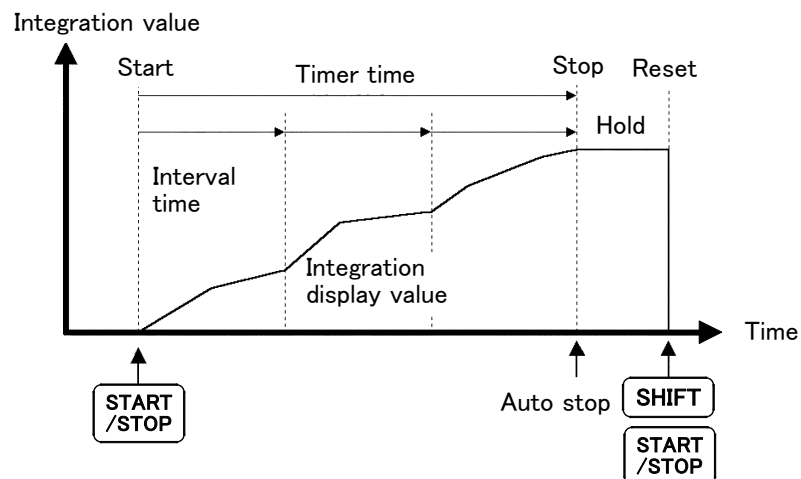 Integration value
Start
Timer time
Stop
Reset
Hold
Interval
time
Integration
display value
Time
START
/STOP
Auto stop
SHIFT
START
/STOP